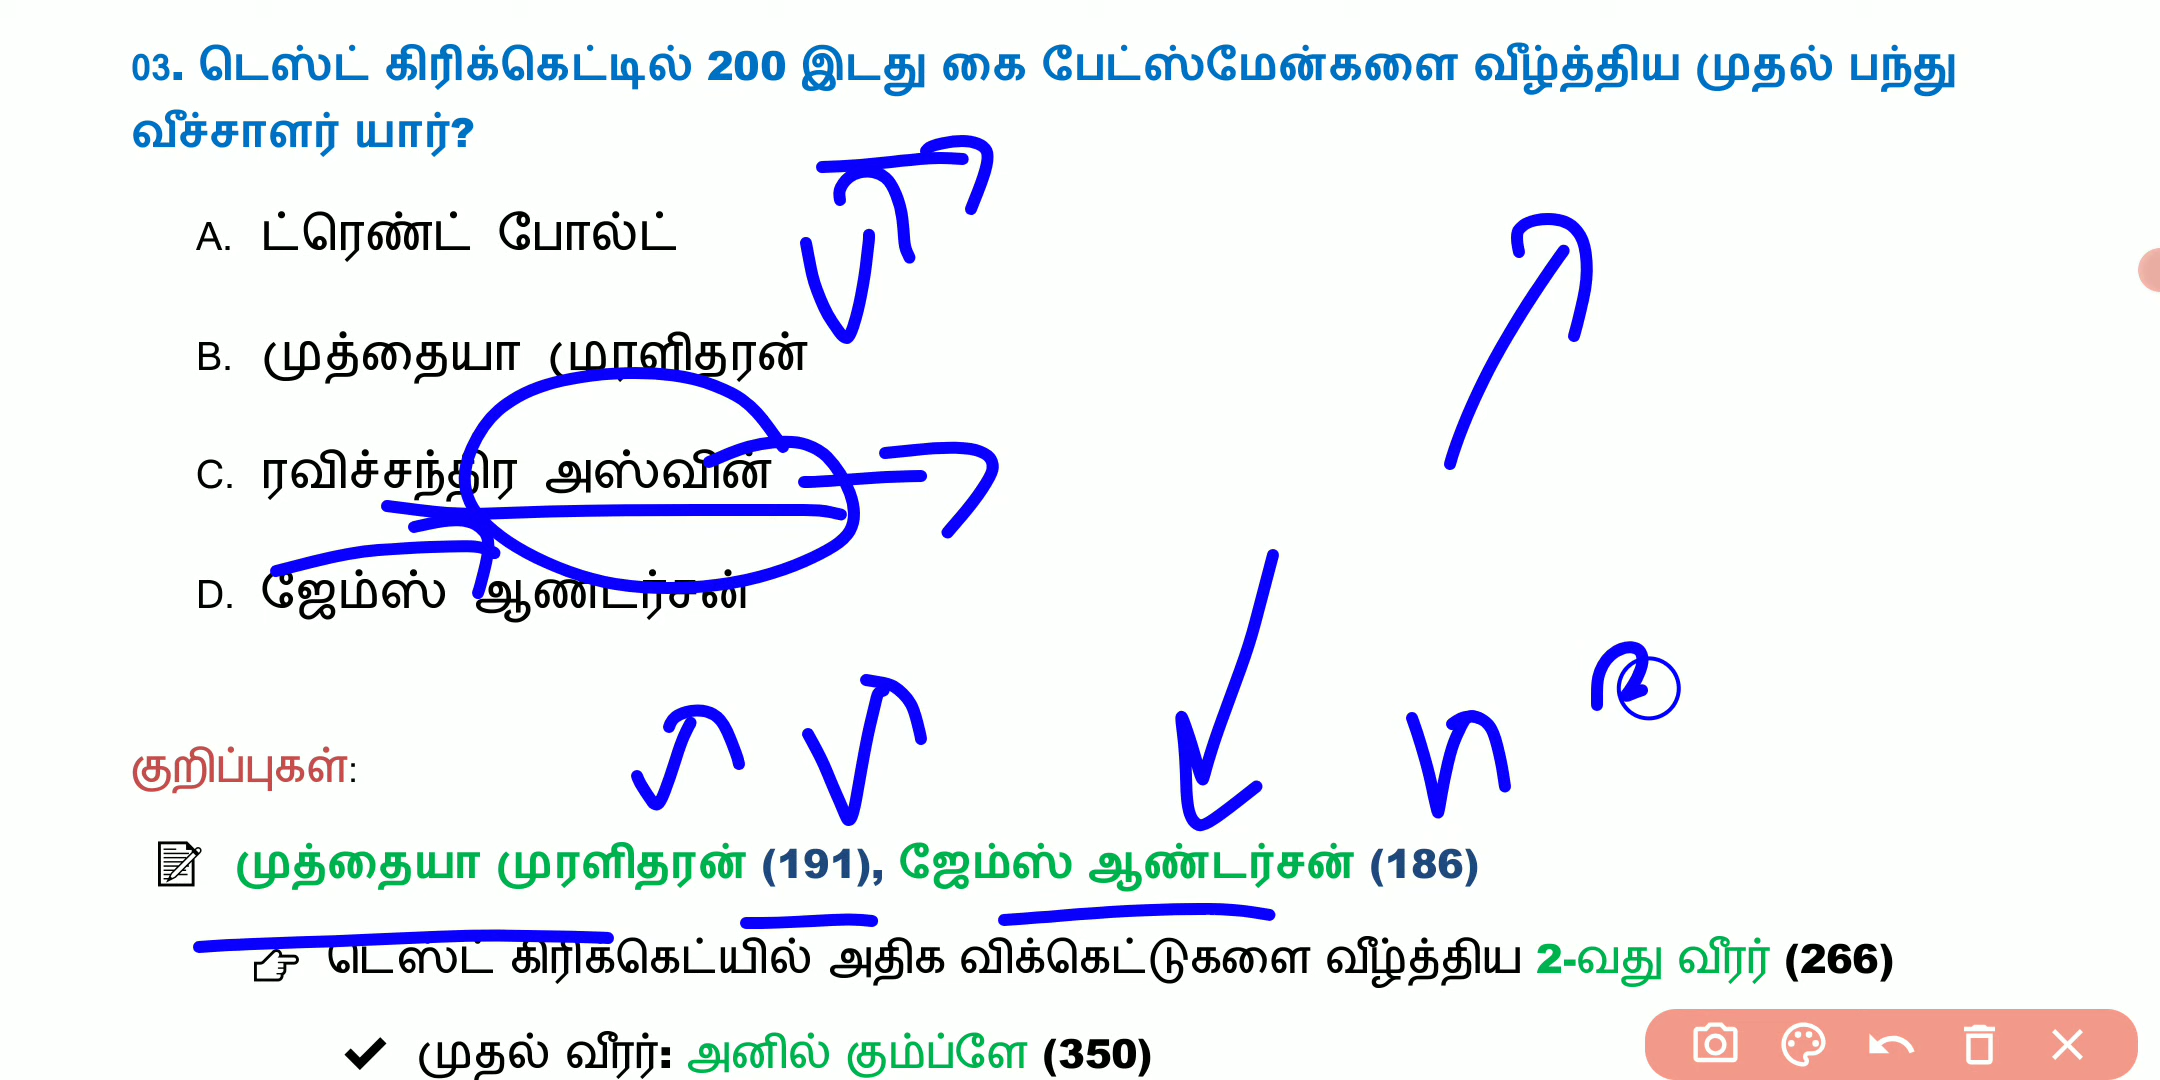 03. டெஸ்ட் கிரிக்கெட்டில் 200 இடது கை பேட்ஸ்மேன்களை வீழ்த்திய முதல் பந்து
வீச்சாளர் யார்?
A. ட்ரெண்ட் போல்ட்
B. முத்தையா முரளிதரன்
C. ரவிச்சந்திர அஸ்வின்
D. ஜேம்ஸ் ஆண்டர்சன்
குறிப்புகள்:
முத்தையா முரளிதரன் (191), ஜேம்ஸ் ஆண்டர்சன் (186)
டெஸ்ட் கிரிக்கெட்யில் அதிக விக்கெட்டுகளை வீழ்த்திய 2-வது வீரர் (266)
முதல் வீரர்: அனில் கும்ப்ளே (350)